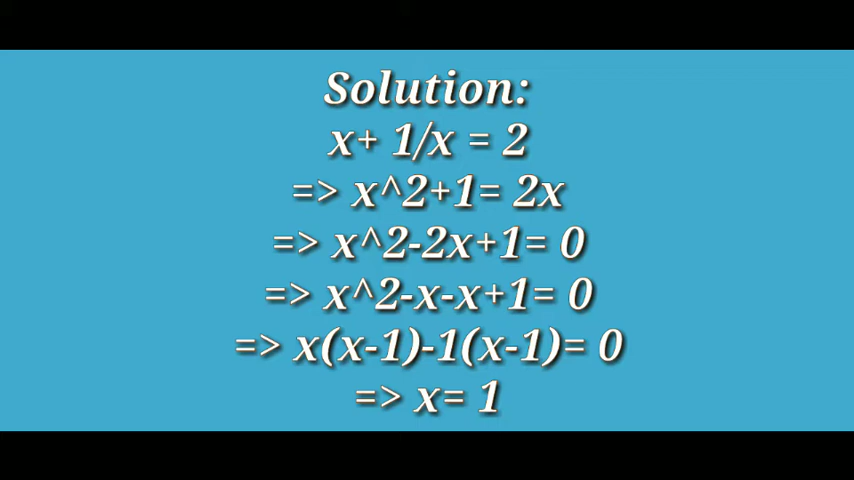 Solution:
x+ 1/x = 2
=> x^2+1= 2x
=> x^2-2x+1= 0
=> x^2-x-x+1= 0
=> x(x-1)-1(x-1)= 0
=> x= 1